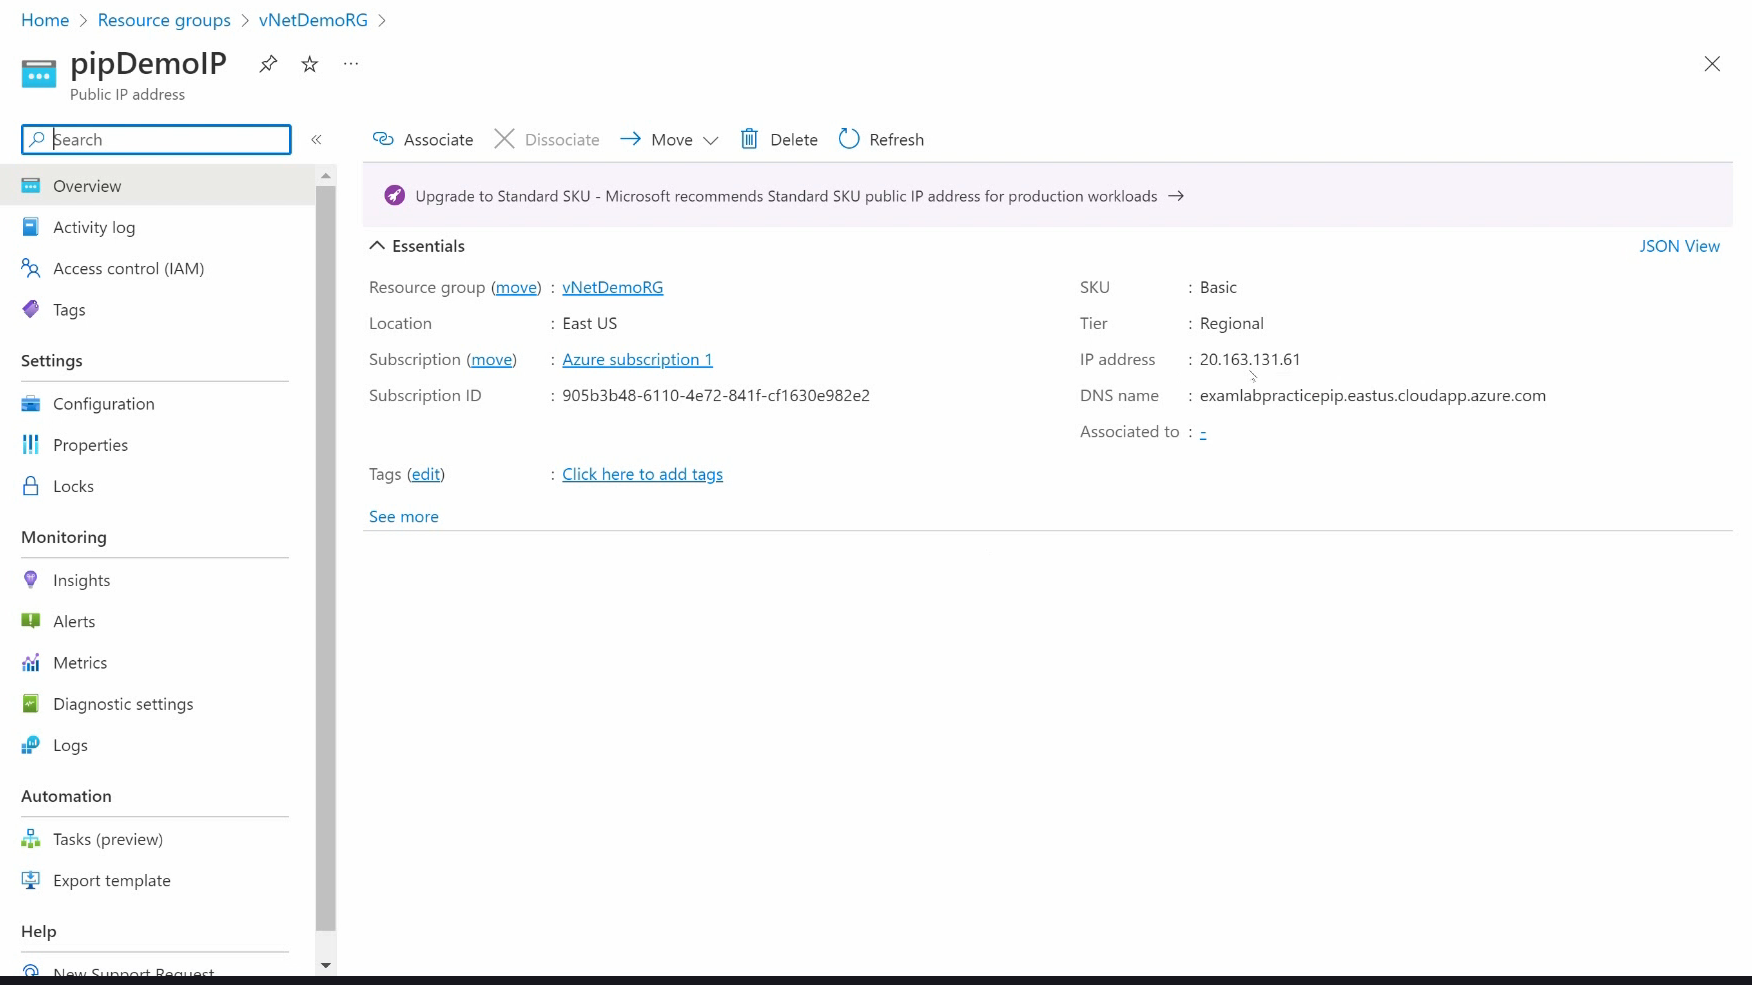 Home > Resource groups > vNetDemoRG >
pipDemoIP
Public IP address
Search
Associate Dissociate Move Delete Refresh
Overview
Activity log
Access control (IAM)
Tags
Settings
Configuration
Properties
Locks
Monitoring
Insights
Alerts
Metrics
Diagnostic settings
Logs
Automation
Tasks (preview)
Export template
Help
New Support Request
Upgrade to Standard SKU - Microsoft recommends Standard SKU public IP address for production workloads →
Essentials
JSON View
Resource group (move) : vNetDemoRG
Location : East US
Subscription (move) : Azure subscription 1
Subscription ID : 905b3b48-6110-4e72-841f-cf1630e982e2
SKU : Basic
Tier : Regional
IP address : 20.163.131.61
DNS name : examlabpracticepip.eastus.cloudapp.azure.com
Associated to : -
Tags (edit) : Click here to add tags
See more